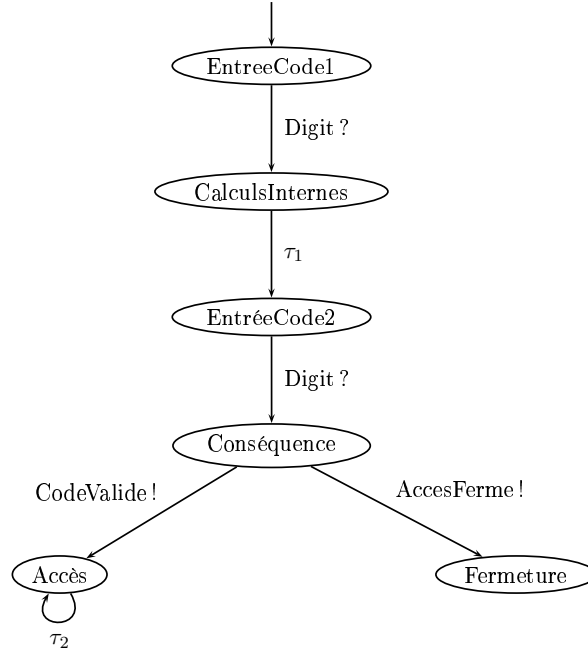 EntreeCode1
Digit ?
CalculsInternes
τ1
EntréeCode2
Digit ?
Conséquence
CodeValide !
AccesFerme !
Accès
Fermeture
τ2